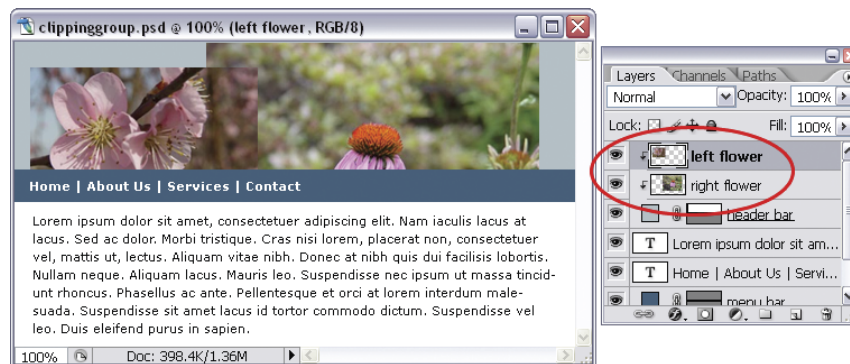 clippinggroup.psd @ 100% (left flower, RGB/8)
Home | About Us | Services | Contact
Lorem ipsum dolor sit amet, consectetuer adipiscing elit. Nam iaculis lacus at
lacus. Sed ac dolor. Morbi tristique. Cras nisi lorem, placerat non, consectetuer
vel, mattis ut, lectus. Aliquam vitae nibh. Donec at nibh quis dui facilisis lobortis.
Nullam neque. Aliquam lacus. Mauris leo. Suspendisse nec ipsum ut massa tincid-
unt rhoncus. Phasellus ac ante. Pellentesque et orci at lorem interdum male-
suada. Suspendisse sit amet lacus id tortor commodo dictum. Suspendisse vel
leo. Duis eleifend purus in sapien.
100% Doc: 398.4K/1.36M
Layers Channels Paths
Normal Opacity: 100%
Lock: Fill: 100%
left flower
right flower
header bar
T Lorem ipsum dolor sit am...
T Home | About Us | Servi...
menu bar